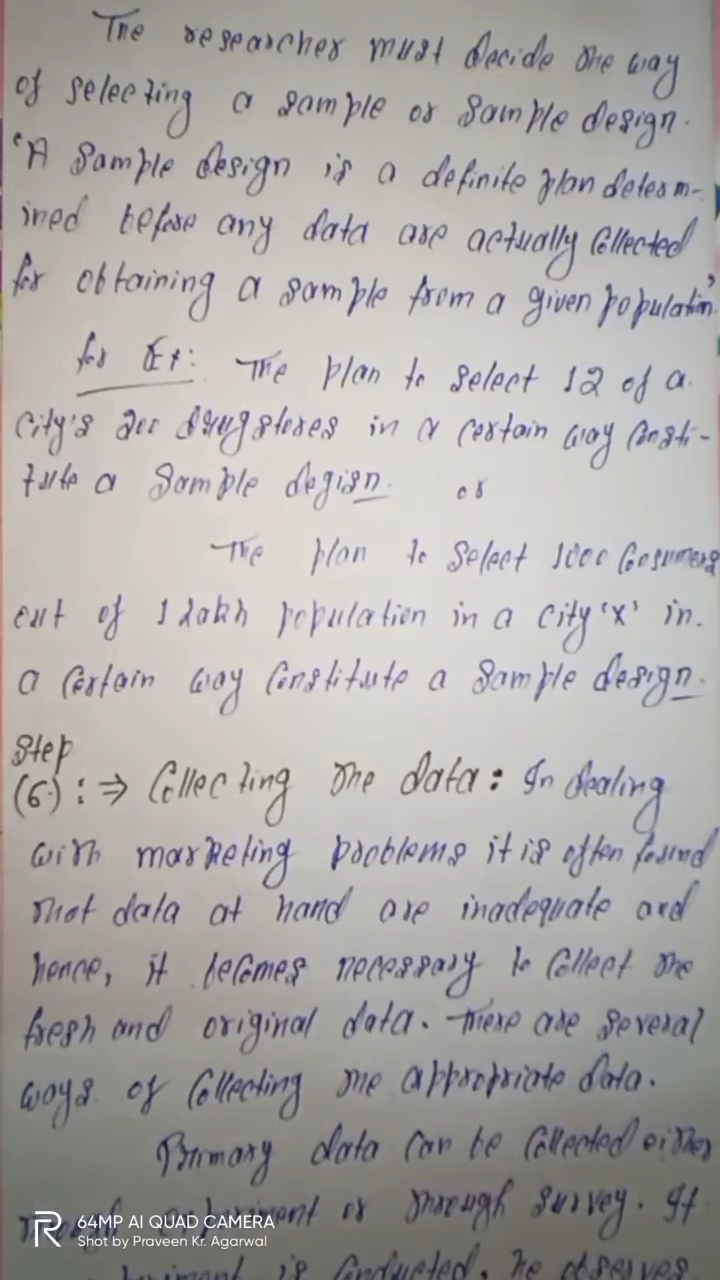 The researcher must decide the way
of selecting a sample or sample design.
'A sample design is a definite plan determ-
ined before any data are actually collected
for obtaining a sample from a given population'
for Ex: The plan to select 12 of a
city's 200 drugstores in a certain way consti-
tute a sample degisn. or
The plan to select 1000 cosumers
out of 1 lakh population in a city 'x' in
a certain way constitute a sample design.
Step
(6.) :⇒ Collecting the data: In dealing
with marketing problems it is often found
that data at hand are inadequate and
hence, it becomes necessary to collect the
fresh and original data. There are several
ways of collecting the appropriate data.
Primary data can be collected either
through experiment or through survey. If
is conducted, he observes
64MP AI QUAD CAMERA
Shot by Praveen Kr. Agarwal